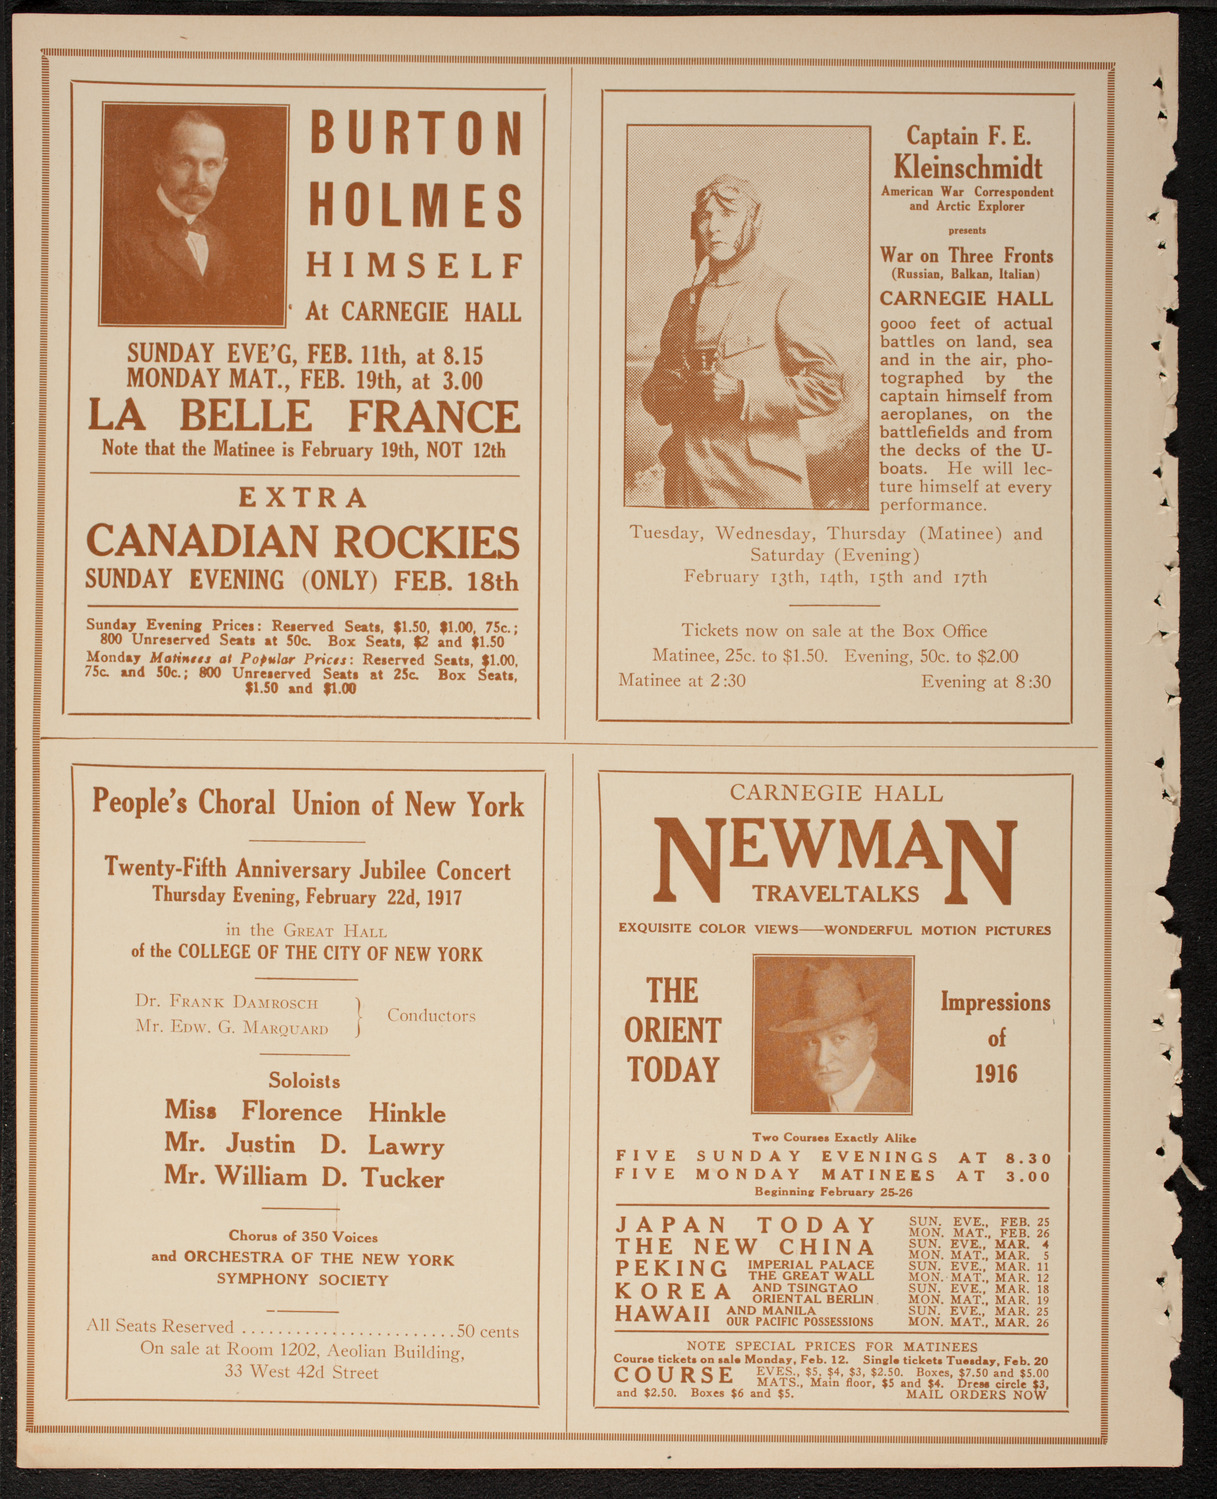 BURTON
HOLMES
HIMSELF
At CARNEGIE HALL
SUNDAY EVE'G, FEB. 11th, at 8.15
MONDAY MAT., FEB. 19th, at 3.00
LA BELLE FRANCE
Note that the Matinee is February 19th, NOT 12th
EXTRA
CANADIAN ROCKIES
SUNDAY EVENING (ONLY) FEB. 18th
Sunday Evening Prices: Reserved Seats, $1.50, $1.00, 75c.;
800 Unreserved Seats at 50c. Box Seats, $2 and $1.50
Monday Matinees at Popular Prices: Reserved Seats, $1.00,
75c. and 50c.; 800 Unreserved Seats at 25c. Box Seats,
$1.50 and $1.00
Captain F. E.
Kleinschmidt
American War Correspondent
and Arctic Explorer
presents
War on Three Fronts
(Russian, Balkan, Italian)
CARNEGIE HALL
9000 feet of actual
battles on land, sea
and in the air, pho-
tographed by the
captain himself from
aeroplanes, on the
battlefields and from
the decks of the U-
boats. He will lec-
ture himself at every
performance.
Tuesday, Wednesday, Thursday (Matinee) and
Saturday (Evening)
February 13th, 14th, 15th and 17th
Tickets now on sale at the Box Office
Matinee, 25c. to $1.50. Evening, 50c. to $2.00
Matinee at 2:30 Evening at 8:30
People's Choral Union of New York
Twenty-Fifth Anniversary Jubilee Concert
Thursday Evening, February 22d, 1917
in the GREAT HALL
of the COLLEGE OF THE CITY OF NEW YORK
Dr. FRANK DAMROSCH
Mr. EDW. G. MARQUARD
} Conductors
Soloists
Miss Florence Hinkle
Mr. Justin D. Lawry
Mr. William D. Tucker
Chorus of 350 Voices
and ORCHESTRA OF THE NEW YORK
SYMPHONY SOCIETY
All Seats Reserved ........................50 cents
On sale at Room 1202, Aeolian Building,
33 West 42d Street
CARNEGIE HALL
NEWMAN
TRAVELTALKS
EXQUISITE COLOR VIEWS—WONDERFUL MOTION PICTURES
THE
ORIENT
TODAY
Impressions
of
1916
Two Courses Exactly Alike
FIVE SUNDAY EVENINGS AT 8.30
FIVE MONDAY MATINEES AT 3.00
Beginning February 25-26
JAPAN TODAY SUN. EVE., FEB. 25
MON. MAT., FEB. 26
THE NEW CHINA SUN. EVE., MAR. 4
MON. MAT., MAR. 5
PEKING IMPERIAL PALACE SUN. EVE., MAR. 11
THE GREAT WALL MON. MAT., MAR. 12
KOREA AND TSINGTAO SUN. EVE., MAR. 18
ORIENTAL BERLIN MON. MAT., MAR. 19
HAWAII AND MANILA SUN. EVE., MAR. 25
OUR PACIFIC POSSESSIONS MON. MAT., MAR. 26
NOTE SPECIAL PRICES FOR MATINEES
Course tickets on sale Monday, Feb. 12. Single tickets Tuesday, Feb. 20
COURSE EVES., $5, $4, $3, $2.50. Boxes, $7.50 and $5.00
MATS., Main floor, $5 and $4. Dress circle $3,
and $2.50. Boxes $6 and $5. MAIL ORDERS NOW